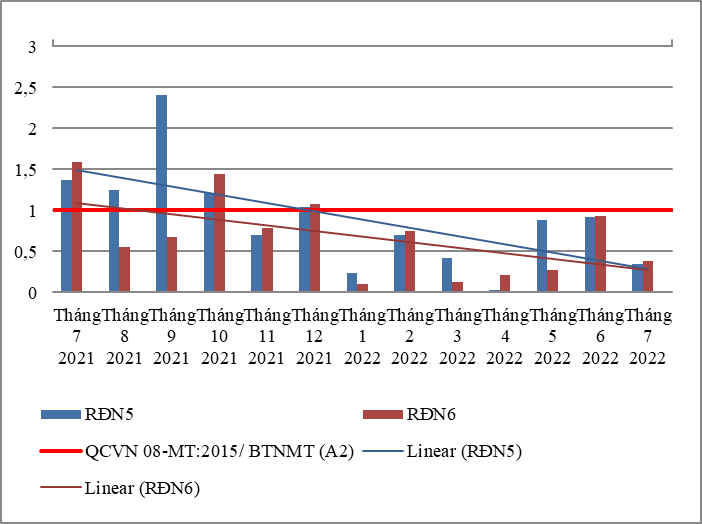 3
2,5
2
1,5
1
0,5
0
Tháng Tháng Tháng Tháng Tháng Tháng Tháng Tháng Tháng Tháng Tháng Tháng Tháng
7 8 9 10 11 12 1 2 3 4 5 6 7
2021 2021 2021 2021 2021 2021 2022 2022 2022 2022 2022 2022 2022
RĐN5 RĐN6
QCVN 08-MT:2015/ BTNMT (A2) Linear (RĐN5)
Linear (RĐN6)